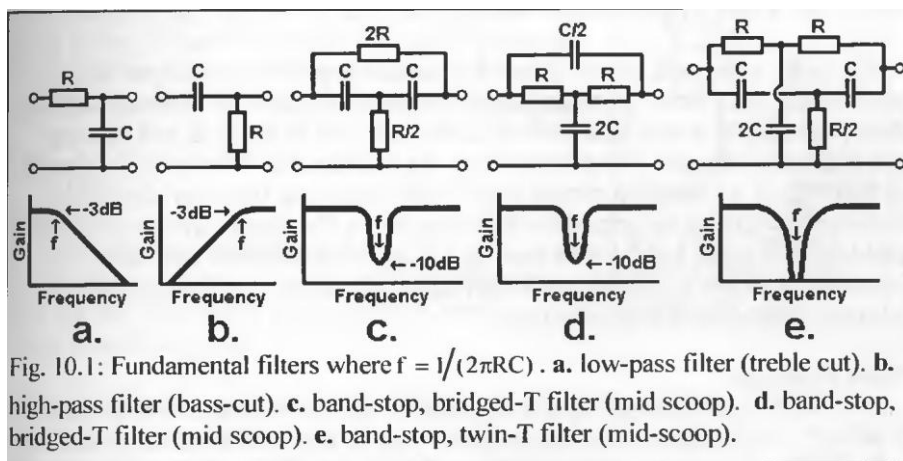 2R
C/2
R R
R
C C
R R
C C
C
C
R
R/2
2C
2C
R/2
Gain
-3dB
f
Frequency
Gain
-3dB
f
Frequency
Gain
f
-10dB
Frequency
Gain
f
-10dB
Frequency
Gain
f
Frequency
a. b. c. d. e.
Fig. 10.1: Fundamental filters where f = 1/(2πRC) . a. low-pass filter (treble cut). b.
high-pass filter (bass-cut). c. band-stop, bridged-T filter (mid scoop). d. band-stop,
bridged-T filter (mid scoop). e. band-stop, twin-T filter (mid-scoop).